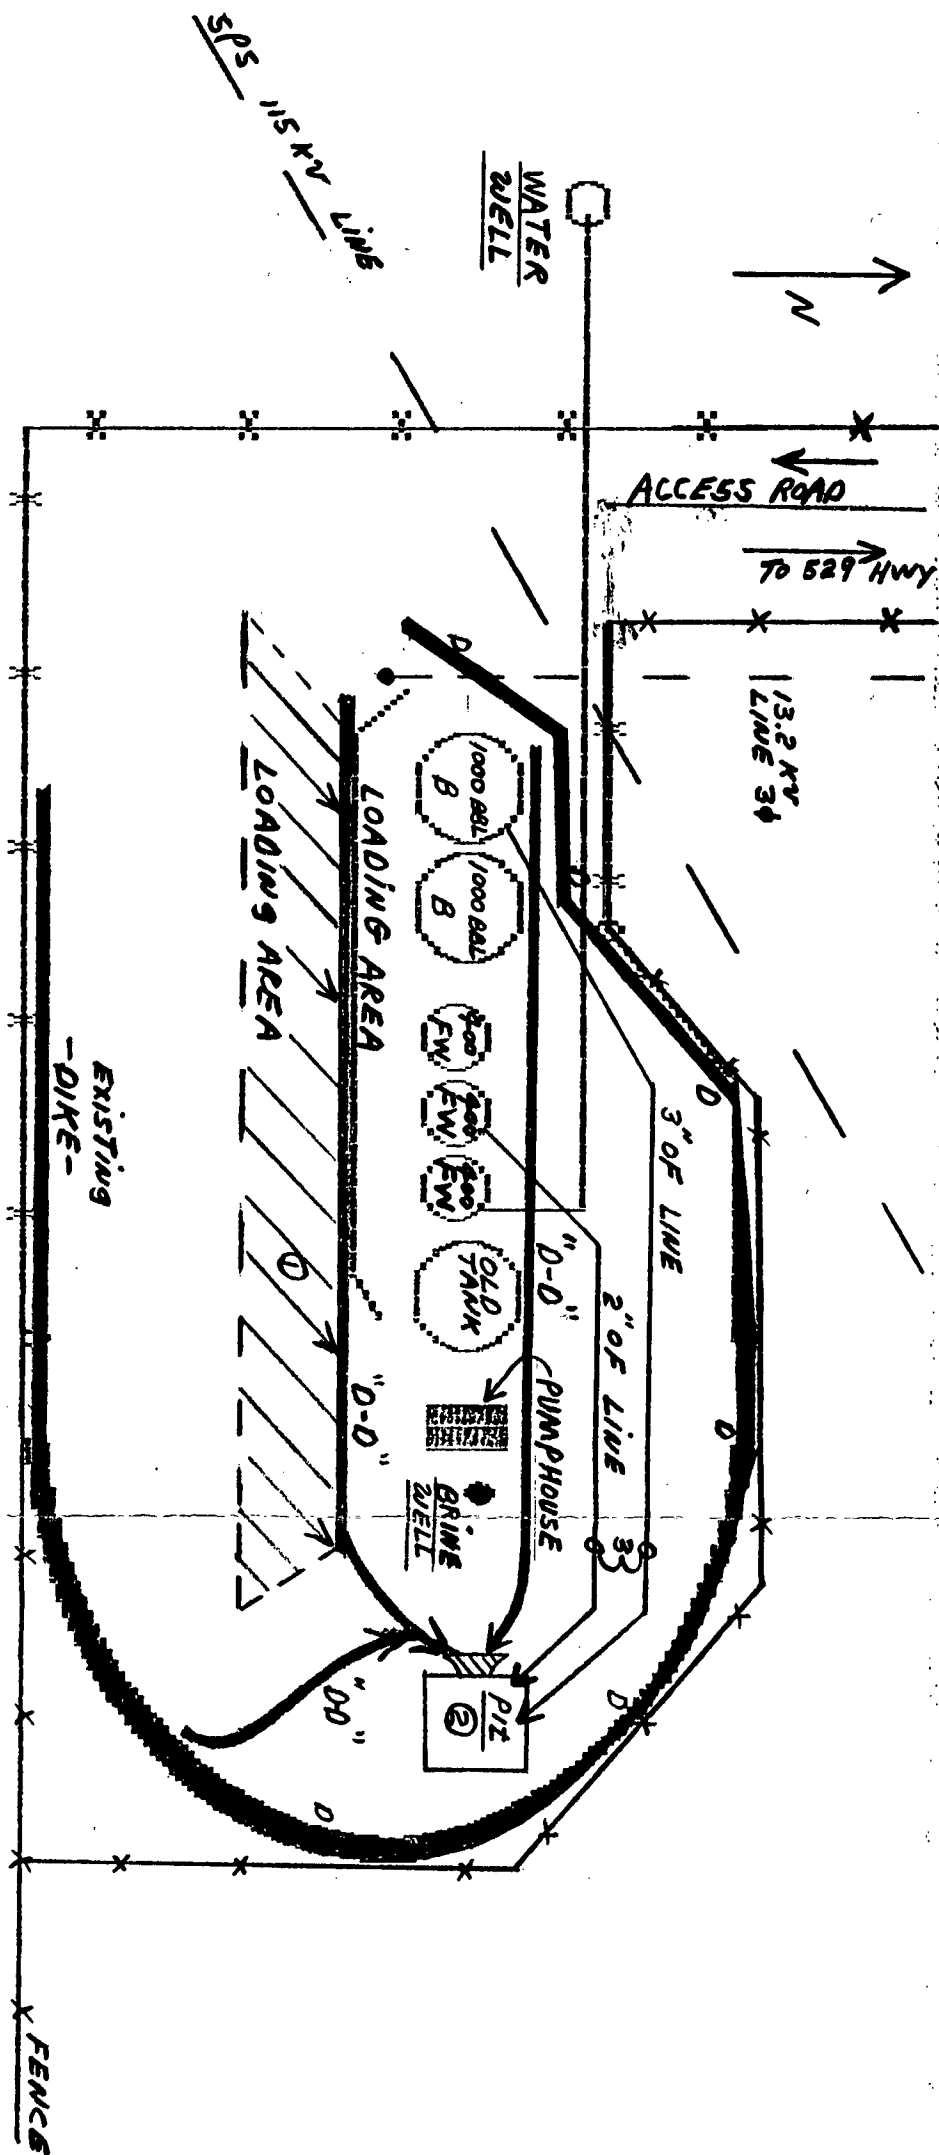 SPS 115 KV LINE
WATER
WELL
N
ACCESS ROAD
TO 529 HWY
13.2 KV
LINE 3φ
D
1000 BBL
B
1000 BBL
B
400
FW
400
FW
400
FW
OLD
TANK
LOADING AREA
LOADING AREA
EXISTING
-DIKE-
D
D
3" OF LINE
2" OF LINE
"D-D"
PUMPHOUSE
BRINE
WELL
"D-D"
①
D
"DD"
PIT
②
D
D
FENCE